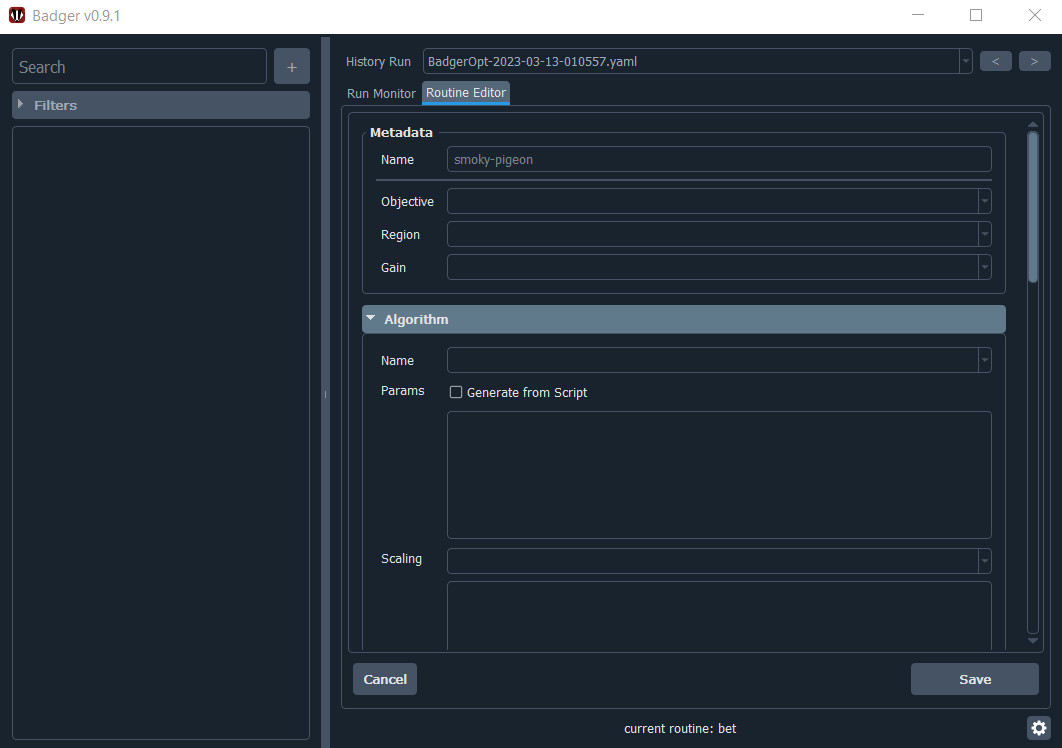 Badger v0.9.1
Search
+
Filters
History Run
BadgerOpt-2023-03-13-010557.yaml
<
>
Run Monitor
Routine Editor
Metadata
Name
smoky-pigeon
Objective
Region
Gain
Algorithm
Name
Params
Generate from Script
Scaling
Cancel
Save
current routine: bet